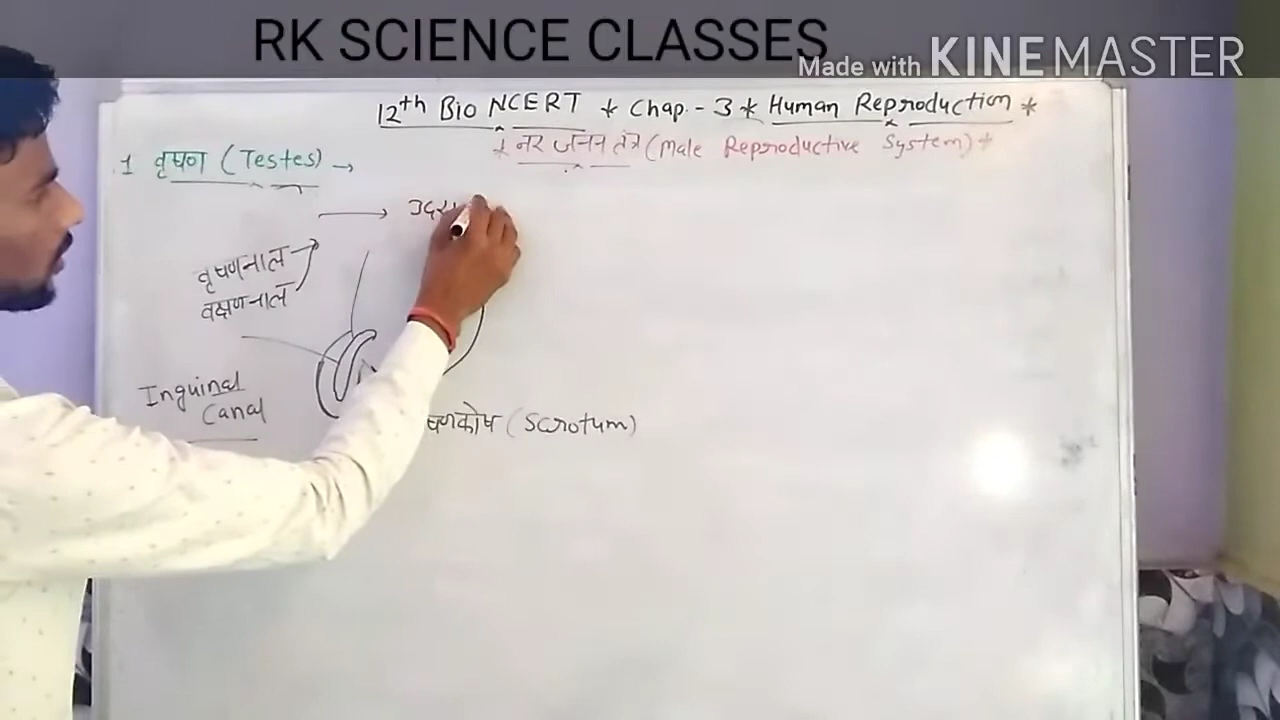 RK SCIENCE CLASSES
Made with KINEMASTER
12th Bio NCERT * Chap.-3 * Human Reproduction *
* नर जनन तंत्र (Male Reproductive System) *
1 वृषण (Testes) →
वृषणनाल
वक्षणनाल
Inguinal
Canal
(Scrotum)